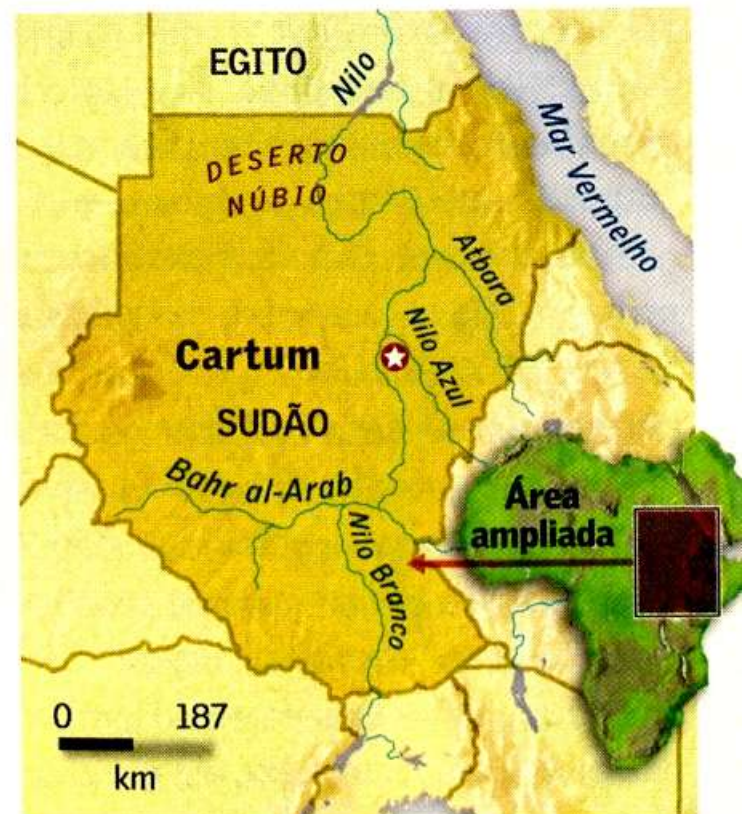 EGITO
Nilo
Mar Vermelho
DESERTO
NÚBIO
Atbara
Nilo Azul
Cartum
SUDÃO
Bahr al-Arab
Nilo Branco
Área
ampliada
0 187
km